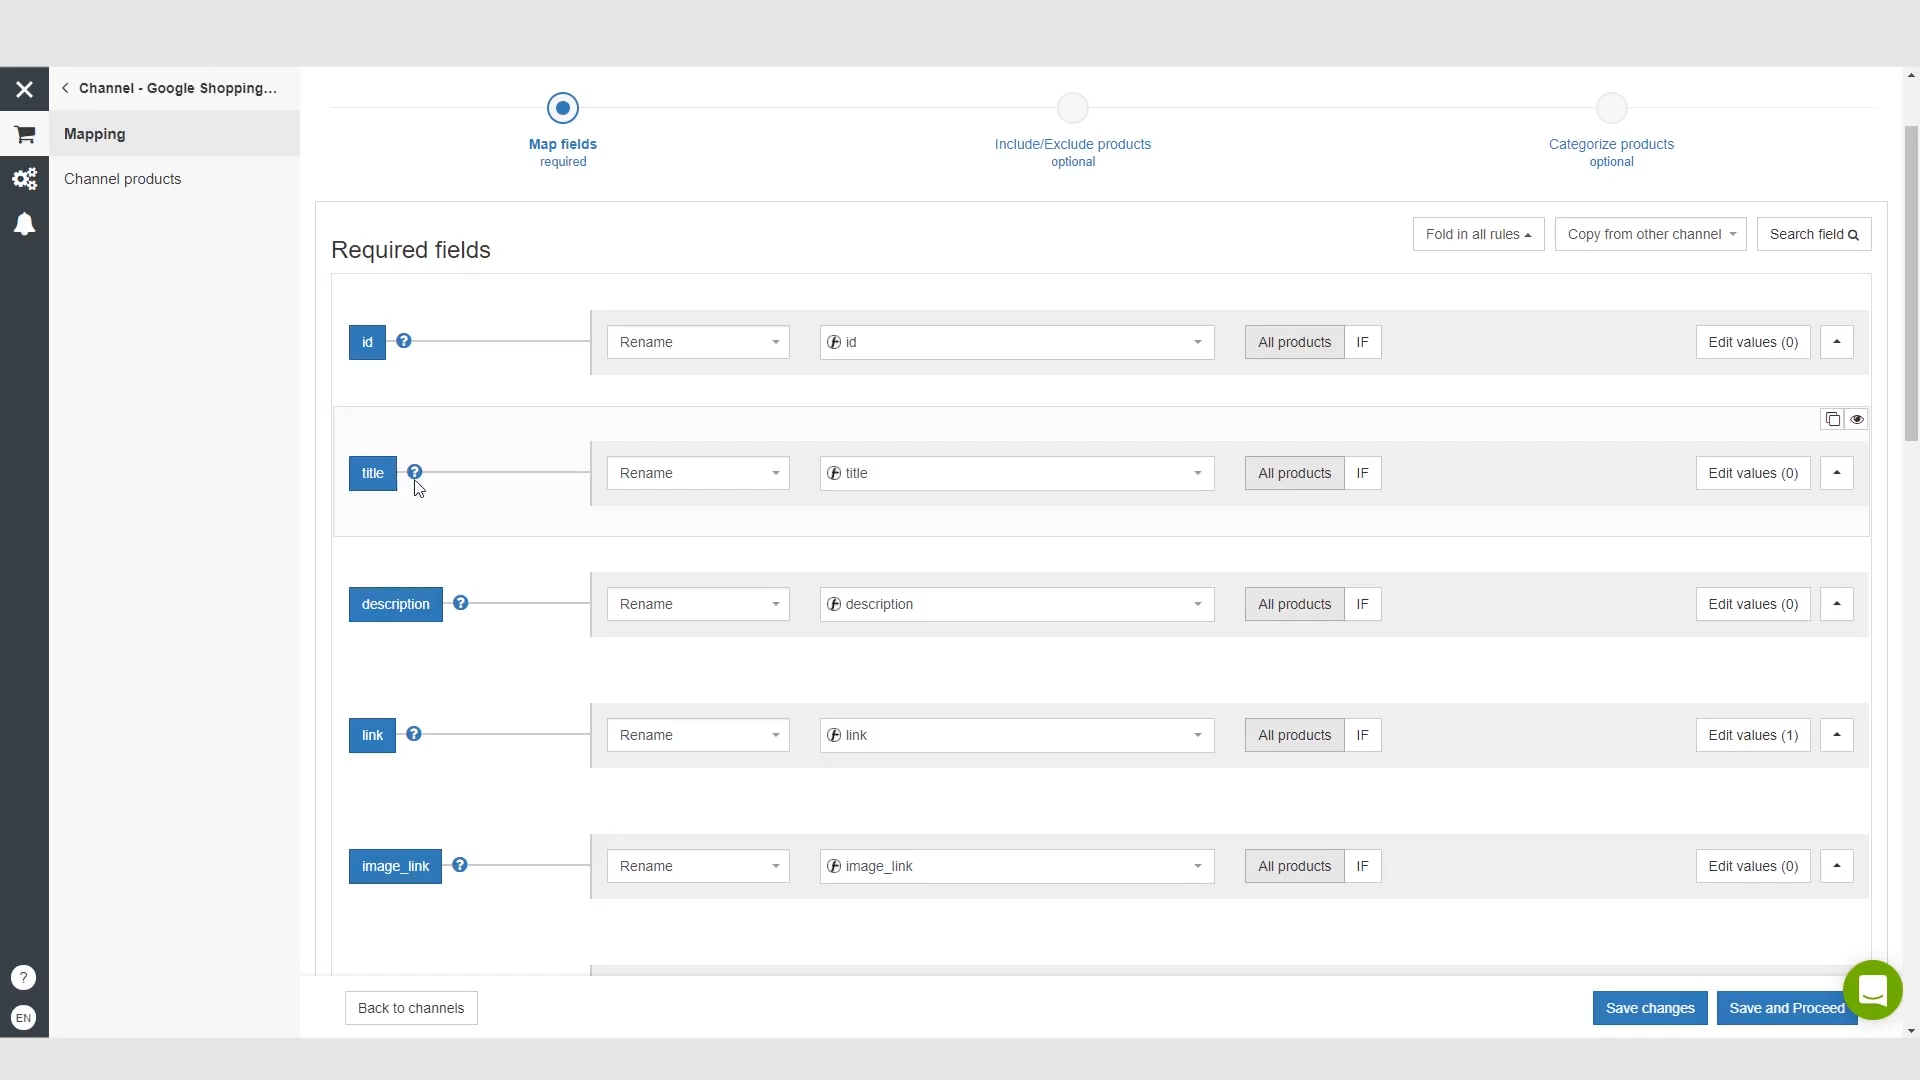 Channel - Google Shopping...
Mapping
Channel products
Map fields
required
Include/Exclude products
optional
Categorize products
optional
Required fields
Fold in all rules
Copy from other channel
Search field
id ? Rename id All products IF Edit values (0)
title ? Rename title All products IF Edit values (0)
description ? Rename description All products IF Edit values (0)
link ? Rename link All products IF Edit values (1)
image_link ? Rename image_link All products IF Edit values (0)
?
EN
Back to channels
Save changes
Save and Proceed